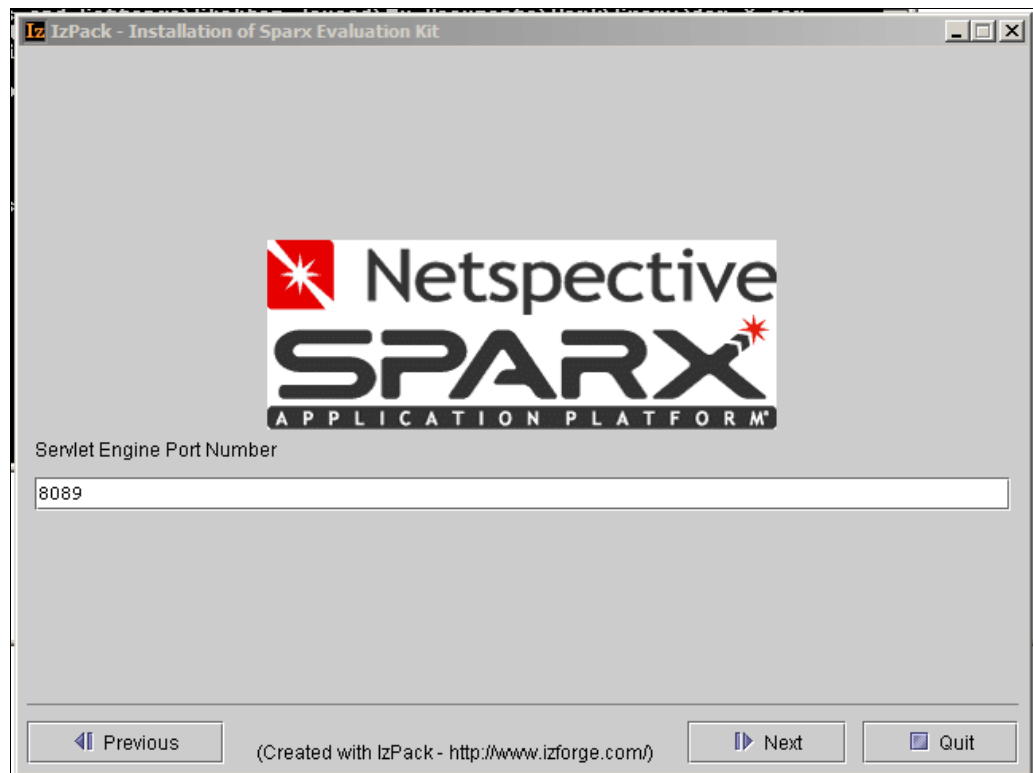 IzPack - Installation of Sparx Evaluation Kit
Netspective
SPARX
APPLICATION PLATFORM
Servlet Engine Port Number
8089
Previous
(Created with IzPack - http://www.izforge.com/)
Next
Quit